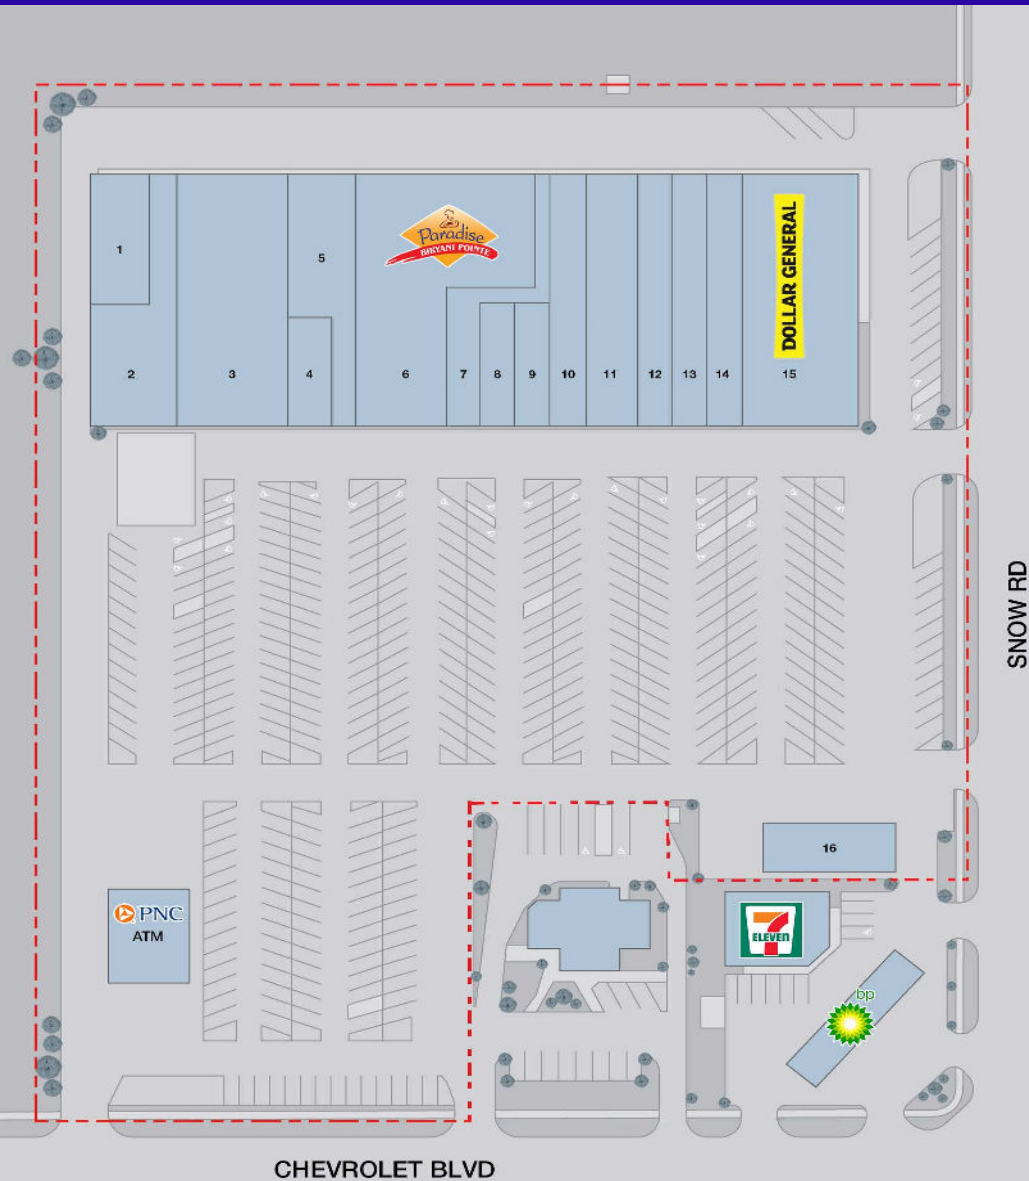 Paradise
BIRYANI POINTE
DOLLAR GENERAL
1
5
2
3
4
6
7
8
9
10
11
12
13
14
15
SNOW RD
16
PNC
ATM
7
ELEVEN
bp
CHEVROLET BLVD